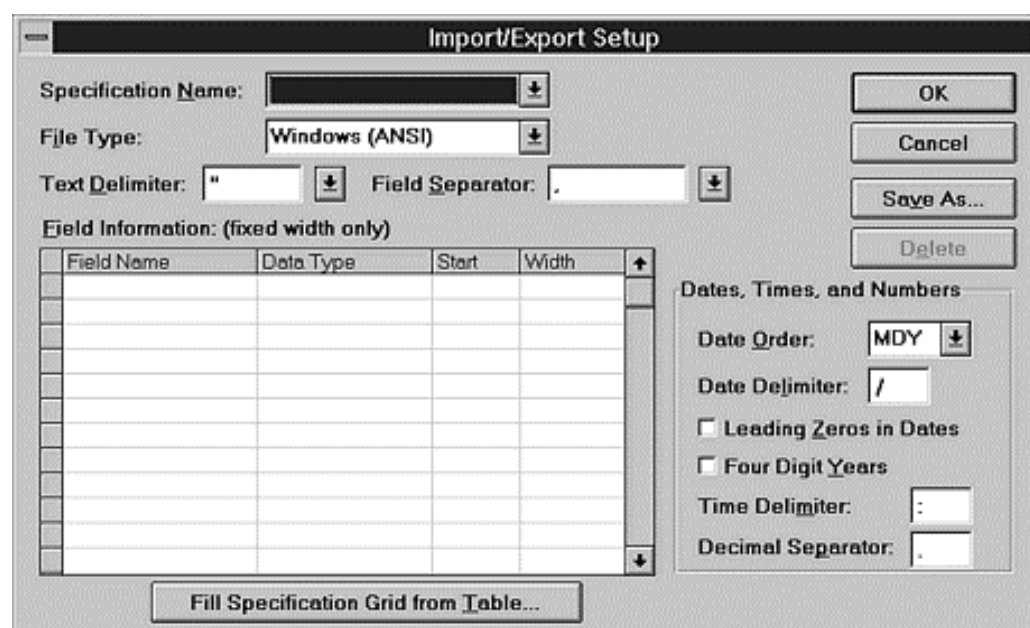 Import/Export Setup
Specification Name:
File Type: Windows (ANSI)
Text Delimiter: " Field Separator: ,
Field Information: (fixed width only)
Field Name Data Type Start Width
Fill Specification Grid from Table...
OK
Cancel
Save As...
Delete
Dates, Times, and Numbers
Date Order: MDY
Date Delimiter: /
Leading Zeros in Dates
Four Digit Years
Time Delimiter: :
Decimal Separator: .